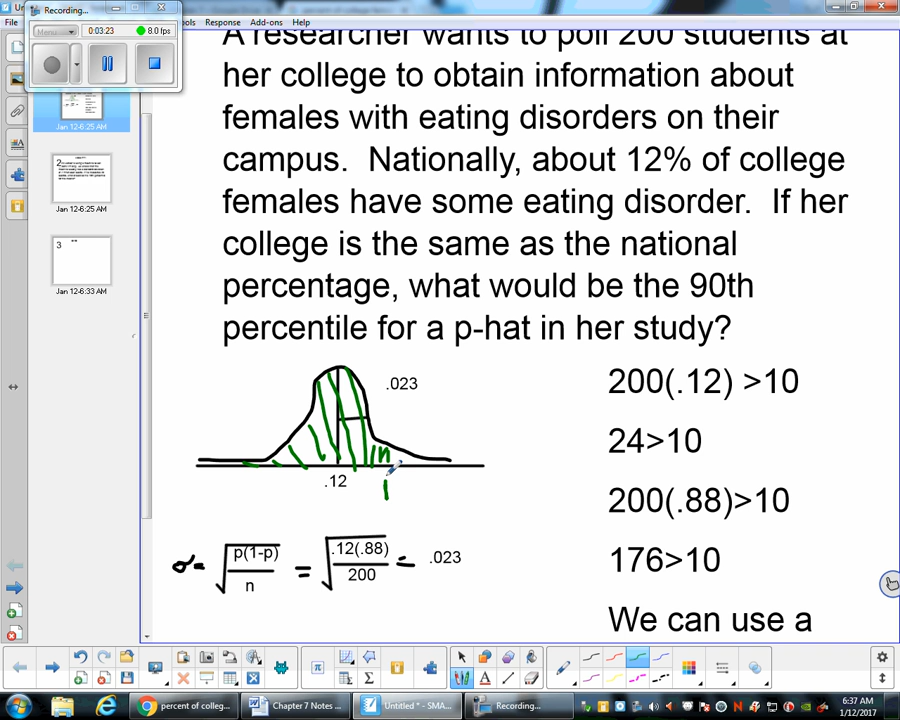 Recording...
Menu
0:03:23
8.0 fps
File
ols Response Add-ons Help
Jan 12-6:25 AM
2
Jan 12-6:25 AM
3
Jan 12-6:33 AM
A researcher wants to poll 200 students at
her college to obtain information about
females with eating disorders on their
campus. Nationally, about 12% of college
females have some eating disorder. If her
college is the same as the national
percentage, what would be the 90th
percentile for a p-hat in her study?
.023
.12
σ= √ p(1-p) / n = √ .12(.88) / 200 = .023
200(.12) >10
24>10
200(.88)>10
176>10
We can use a
percent of colleg...
Chapter 7 Notes ...
Untitled * - SMA...
Recording...
6:37 AM
1/12/2017